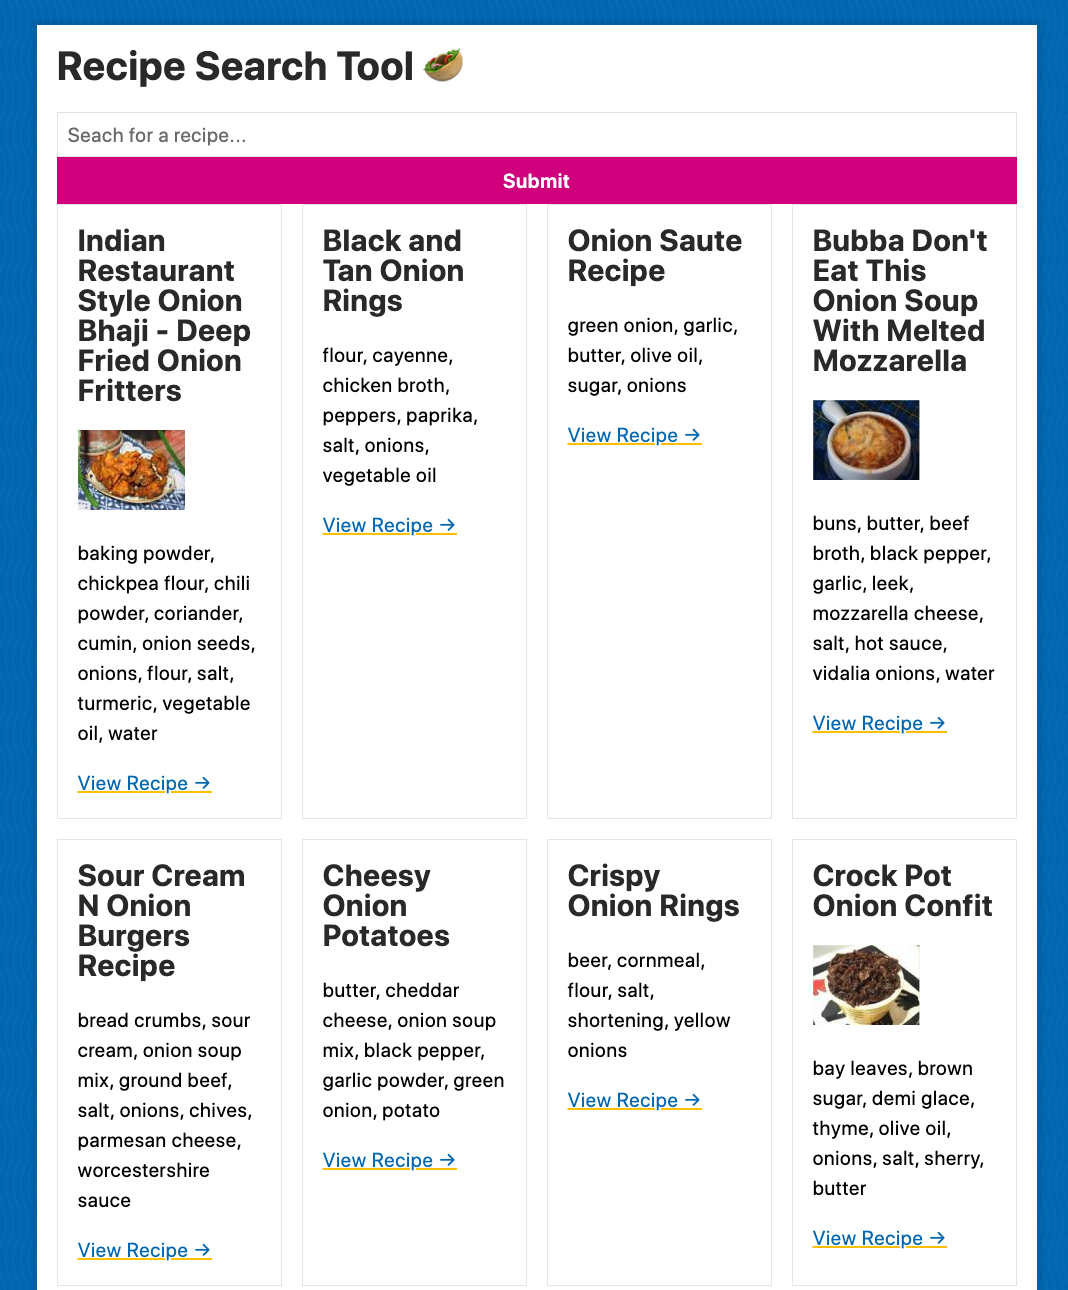 Recipe Search Tool 🥙
Seach for a recipe...
Submit
Indian
Restaurant
Style Onion
Bhaji - Deep
Fried Onion
Fritters
baking powder,
chickpea flour, chili
powder, coriander,
cumin, onion seeds,
onions, flour, salt,
turmeric, vegetable
oil, water
View Recipe →
Black and
Tan Onion
Rings
flour, cayenne,
chicken broth,
peppers, paprika,
salt, onions,
vegetable oil
View Recipe →
Onion Saute
Recipe
green onion, garlic,
butter, olive oil,
sugar, onions
View Recipe →
Bubba Don't
Eat This
Onion Soup
With Melted
Mozzarella
buns, butter, beef
broth, black pepper,
garlic, leek,
mozzarella cheese,
salt, hot sauce,
vidalia onions, water
View Recipe →
Sour Cream
N Onion
Burgers
Recipe
bread crumbs, sour
cream, onion soup
mix, ground beef,
salt, onions, chives,
parmesan cheese,
worcestershire
sauce
View Recipe →
Cheesy
Onion
Potatoes
butter, cheddar
cheese, onion soup
mix, black pepper,
garlic powder, green
onion, potato
View Recipe →
Crispy
Onion Rings
beer, cornmeal,
flour, salt,
shortening, yellow
onions
View Recipe →
Crock Pot
Onion Confit
bay leaves, brown
sugar, demi glace,
thyme, olive oil,
onions, salt, sherry,
butter
View Recipe →